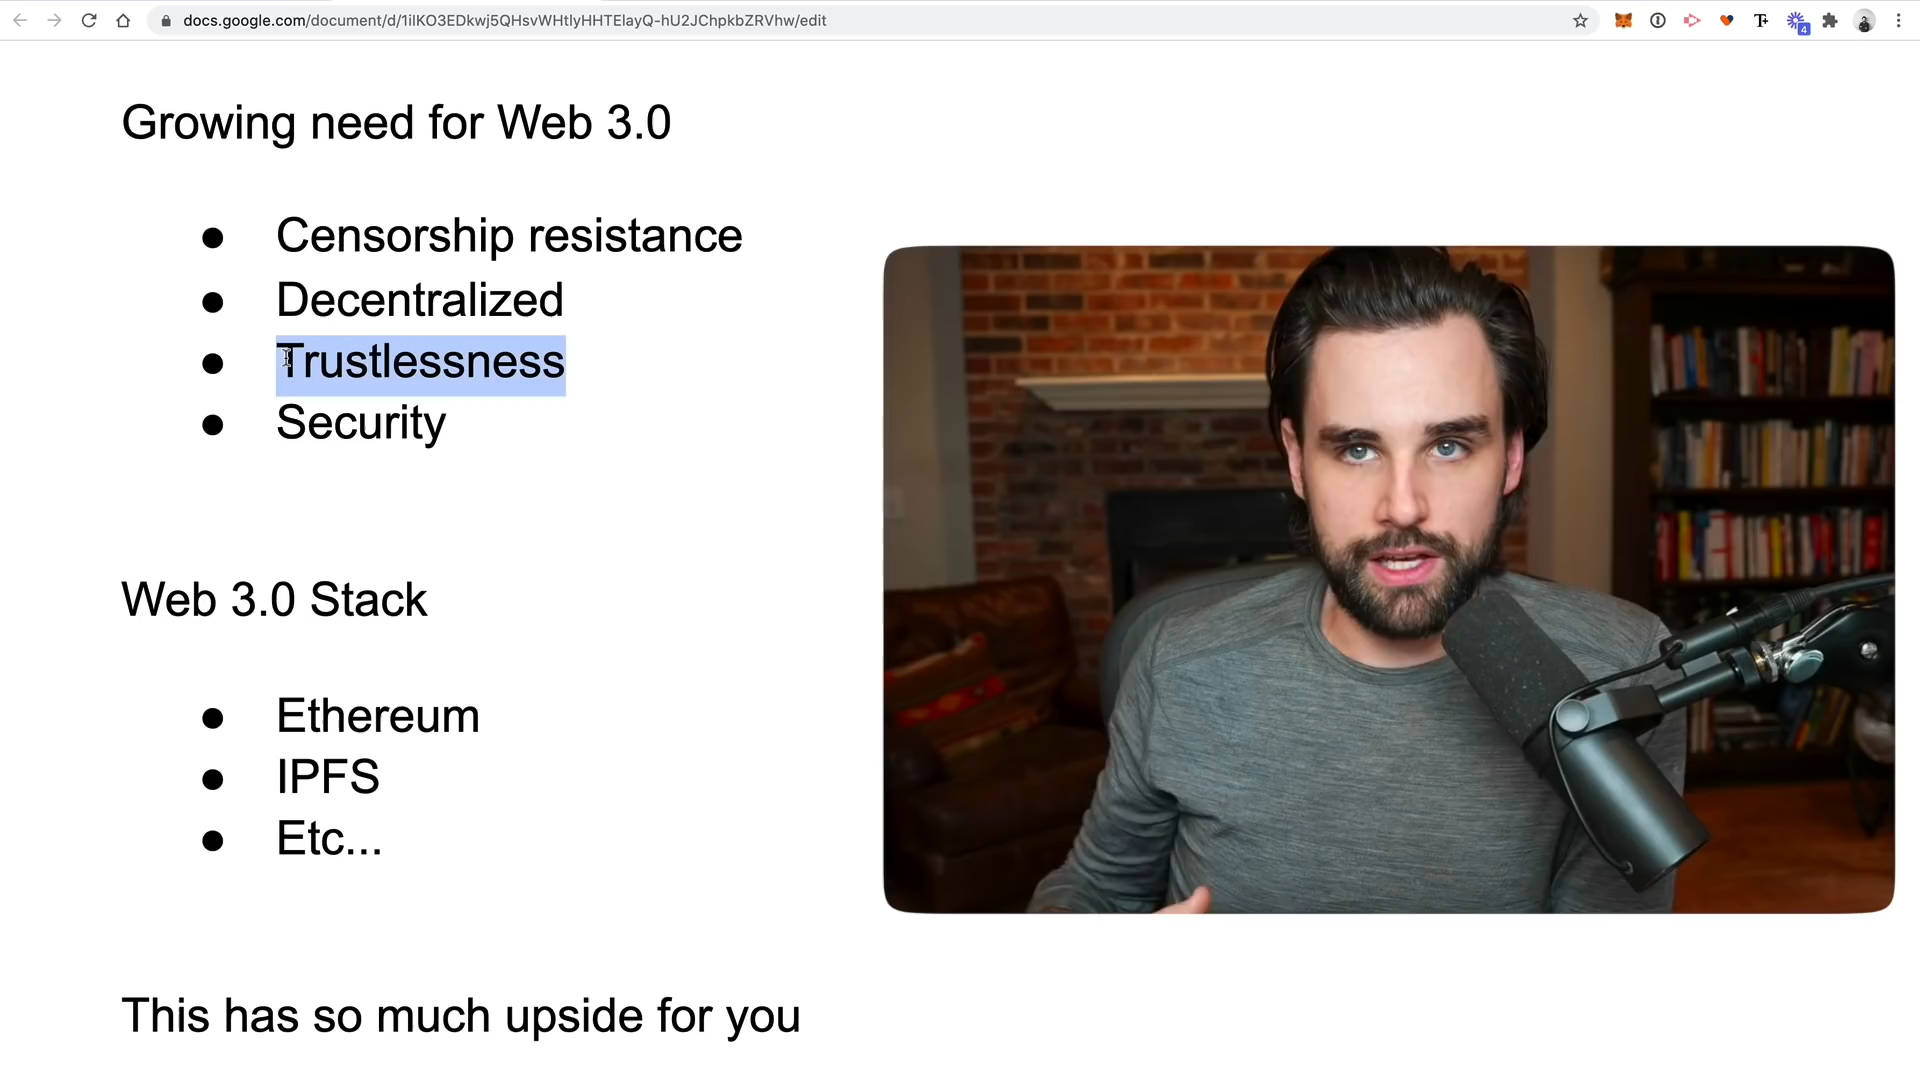 docs.google.com/document/d/1ilKO3EDkwj5QHsvWHtlyHHTElayQ-hU2JChpkbZRVhw/edit
4
Growing need for Web 3.0
● Censorship resistance
● Decentralized
● Trustlessness
● Security
Web 3.0 Stack
● Ethereum
● IPFS
● Etc...
This has so much upside for you